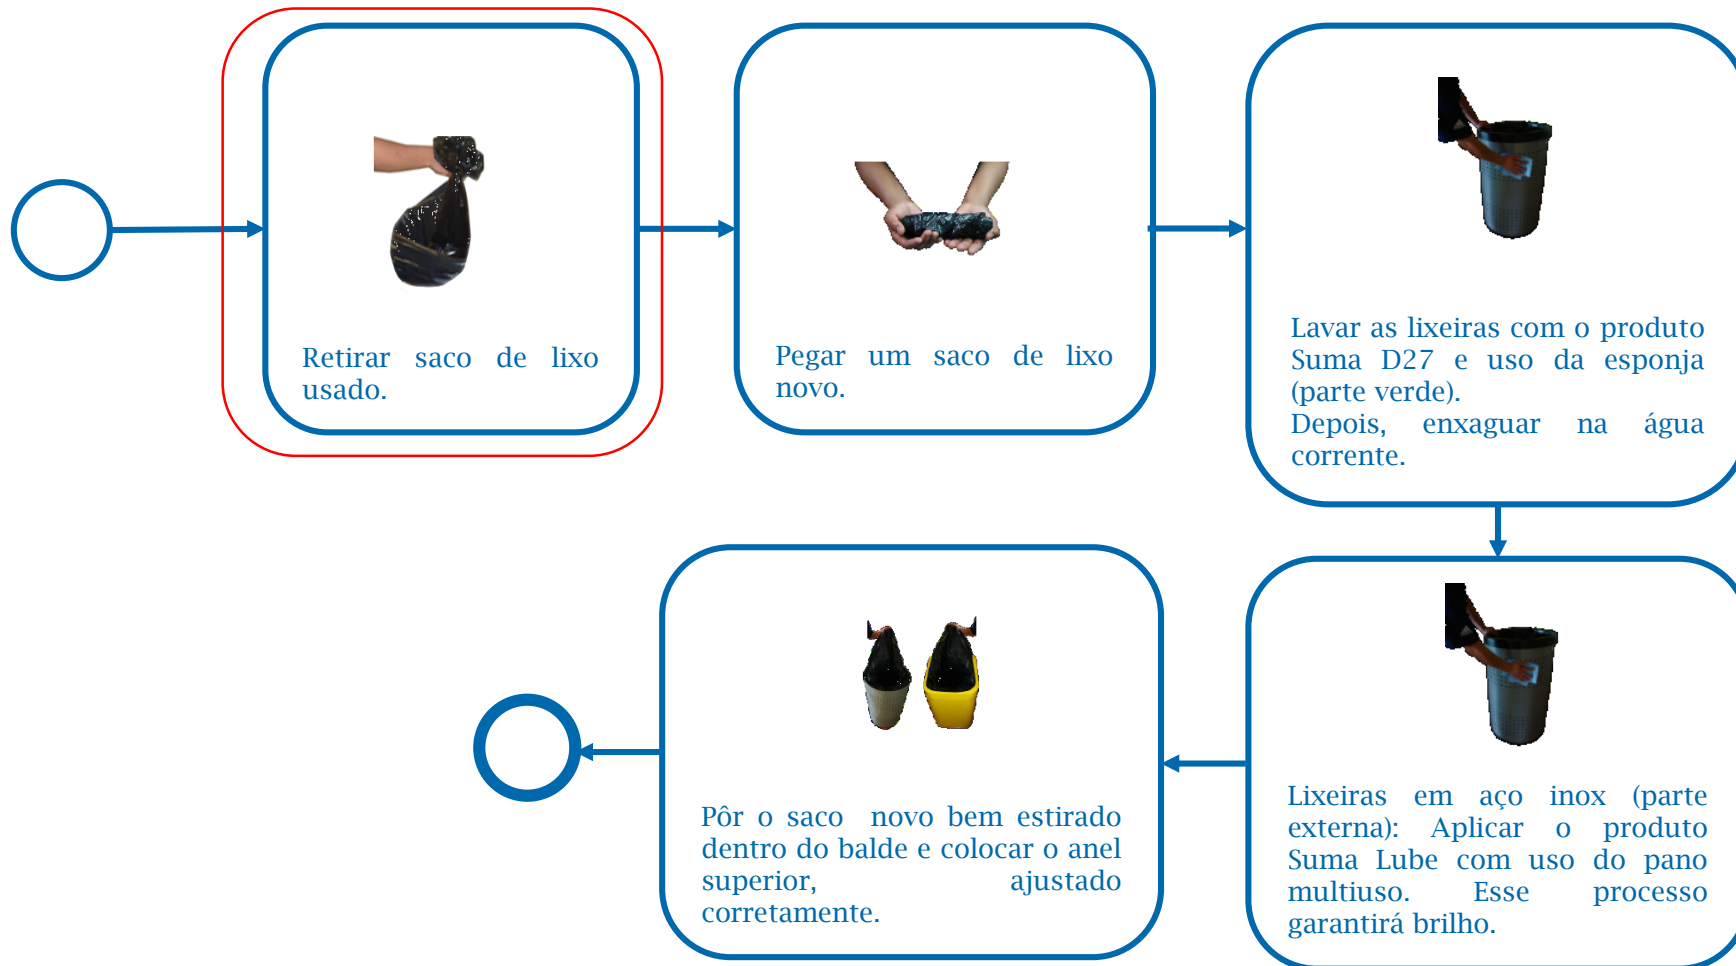 Retirar saco de lixo
usado.
Pegar um saco de lixo
novo.
Lavar as lixeiras com o produto
Suma D27 e uso da esponja
(parte verde).
Depois, enxaguar na água
corrente.
Lixeiras em aço inox (parte
externa): Aplicar o produto
Suma Lube com uso do pano
multiuso. Esse processo
garantirá brilho.
Pôr o saco novo bem estirado
dentro do balde e colocar o anel
superior, ajustado
corretamente.